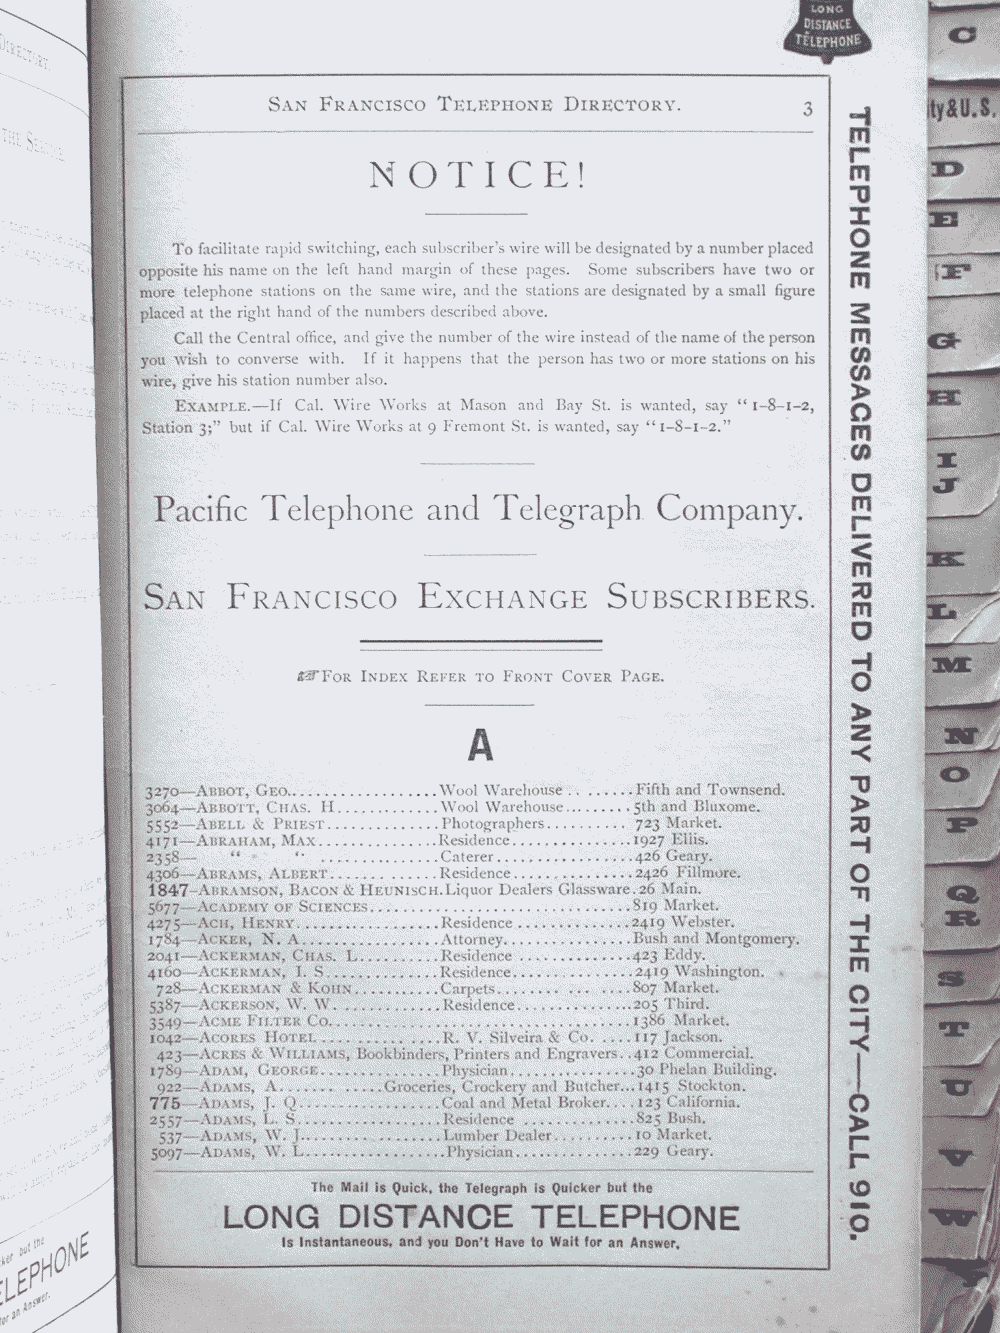 LONG
DISTANCE
TELEPHONE
SAN FRANCISCO TELEPHONE DIRECTORY. 3
NOTICE!
To facilitate rapid switching, each subscriber's wire will be designated by a number placed
opposite his name on the left hand margin of these pages. Some subscribers have two or
more telephone stations on the same wire, and the stations are designated by a small figure
placed at the right hand of the numbers described above.
Call the Central office, and give the number of the wire instead of the name of the person
you wish to converse with. If it happens that the person has two or more stations on his
wire, give his station number also.
EXAMPLE.—If Cal. Wire Works at Mason and Bay St. is wanted, say "1-8-1-2,
Station 3;" but if Cal. Wire Works at 9 Fremont St. is wanted, say "1-8-1-2."
Pacific Telephone and Telegraph Company.
SAN FRANCISCO EXCHANGE SUBSCRIBERS.
☞FOR INDEX REFER TO FRONT COVER PAGE.
A
3270—ABBOT, GEO..................Wool Warehouse.. .......Fifth and Townsend.
3064—ABBOTT, CHAS. H............Wool Warehouse.........5th and Bluxome.
5552—ABELL & PRIEST.............Photographers.......... 723 Market.
4171—ABRAHAM, MAX..............Residence...............1927 Ellis.
2358— " " ..............Caterer.................426 Geary.
4306—ABRAMS, ALBERT............Residence...............2426 Fillmore.
1847-ABRAMSON, BACON & HEUNISCH.Liquor Dealers Glassware.26 Main.
5677—ACADEMY OF SCIENCES................................819 Market.
4275—ACH, HENRY.................Residence ..............2419 Webster.
1784—ACKER, N. A................Attorney................Bush and Montgomery.
2041—ACKERMAN, CHAS. L..........Residence ..............423 Eddy.
4160—ACKERMAN, I. S.............Residence...............2419 Washington.
728—ACKERMAN & KOHN...........Carpets........ ... ....807 Market.
5387—ACKERSON, W. W.............Residence...............205 Third.
3549—ACME FILTER CO.....................................1386 Market.
1042—ACORES HOTEL ..............R. V. Silveira & Co. .....117 Jackson.
423—ACRES & WILLIAMS, Bookbinders, Printers and Engravers..412 Commercial.
1789—ADAM, GEORGE...............Physician...............30 Phelan Building.
922—ADAMS, A....... .....Groceries, Crockery and Butcher...1415 Stockton.
775—ADAMS, J. Q.................Coal and Metal Broker....123 California.
2557—ADAMS, L. S.................Residence ..............825 Bush.
537—ADAMS, W. J.................Lumber Dealer..........10 Market.
5097—ADAMS, W. L.................Physician..............229 Geary.
The Mail is Quick, the Telegraph is Quicker but the
LONG DISTANCE TELEPHONE
Is Instantaneous, and you Don't Have to Wait for an Answer.
TELEPHONE MESSAGES DELIVERED TO ANY PART OF THE CITY—CALL 910.
C
ity&U.S.
D
E
F
G
H
I
J
K
L
M
N
O
P
Q
R
S
T
U
V
W
DIRECTORY.
THE SERVICE
cker but the
ELEPHONE
for an Answer.